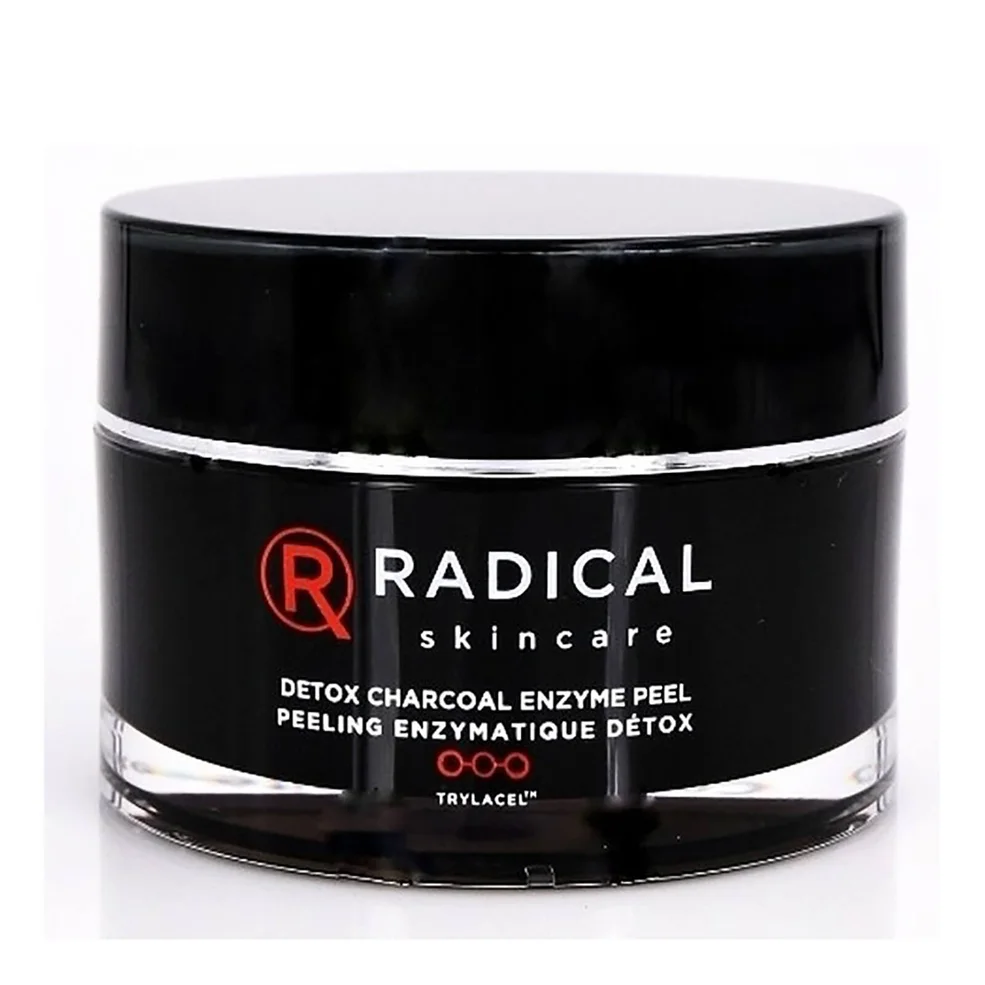 R RADICAL
skincare
DETOX CHARCOAL ENZYME PEEL
PEELING ENZYMATIQUE DÉTOX
TRYLACEL™